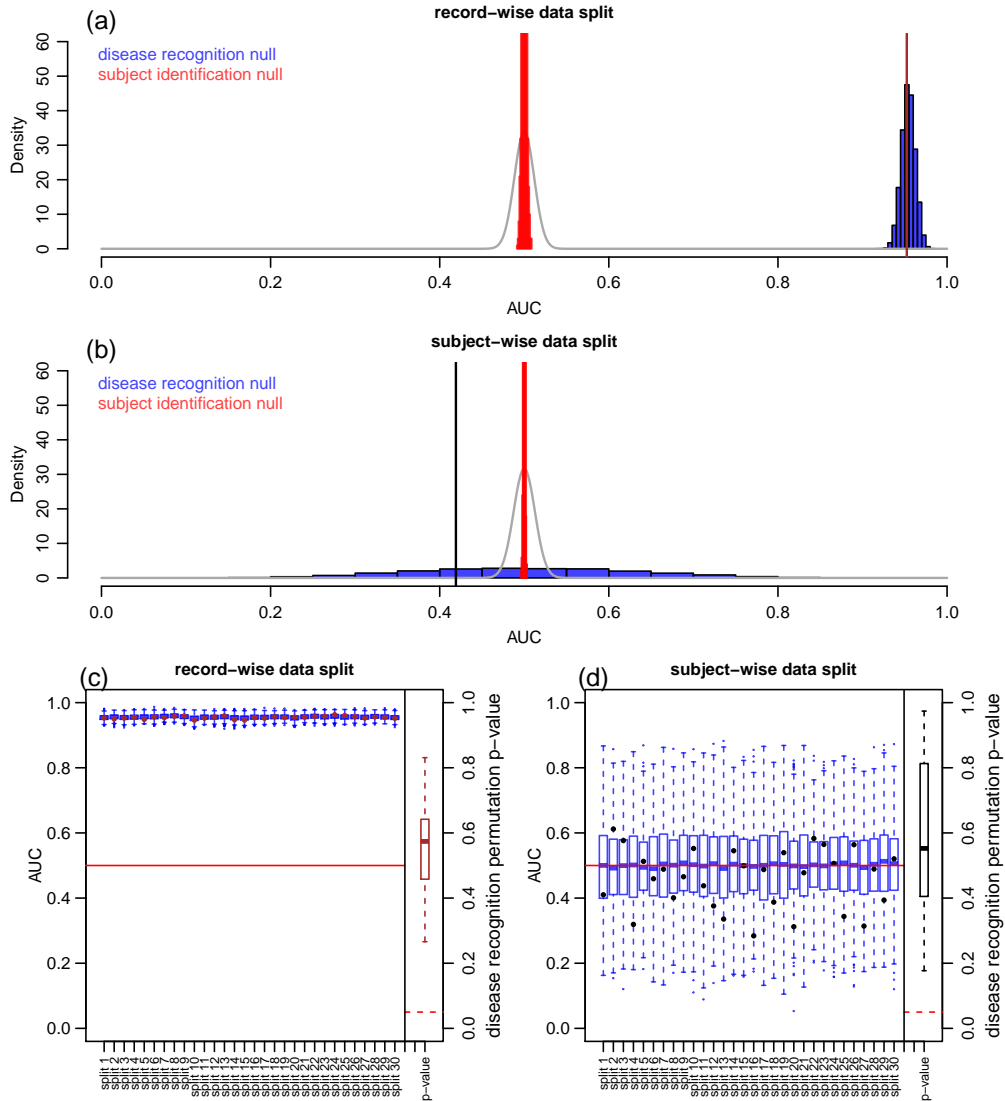 (a)
record−wise data split
disease recognition null
subject identification null
Density
0 10 20 30 40 50 60
0.0 0.2 0.4 0.6 0.8 1.0
AUC
(b)
subject−wise data split
disease recognition null
subject identification null
Density
0 10 20 30 40 50 60
0.0 0.2 0.4 0.6 0.8 1.0
AUC
(c)
record−wise data split
AUC
0.0 0.2 0.4 0.6 0.8 1.0
split 1
split 2
split 3
split 4
split 5
split 6
split 7
split 8
split 9
split 10
split 11
split 12
split 13
split 14
split 15
split 16
split 17
split 18
split 19
split 20
split 21
split 22
split 23
split 24
split 25
split 26
split 27
split 28
split 29
split 30
p−value
0.0 0.2 0.4 0.6 0.8 1.0
disease recognition permutation p−value
(d)
subject−wise data split
AUC
0.0 0.2 0.4 0.6 0.8 1.0
split 1
split 2
split 3
split 4
split 5
split 6
split 7
split 8
split 9
split 10
split 11
split 12
split 13
split 14
split 15
split 16
split 17
split 18
split 19
split 20
split 21
split 22
split 23
split 24
split 25
split 26
split 27
split 28
split 29
split 30
p−value
0.0 0.2 0.4 0.6 0.8 1.0
disease recognition permutation p−value